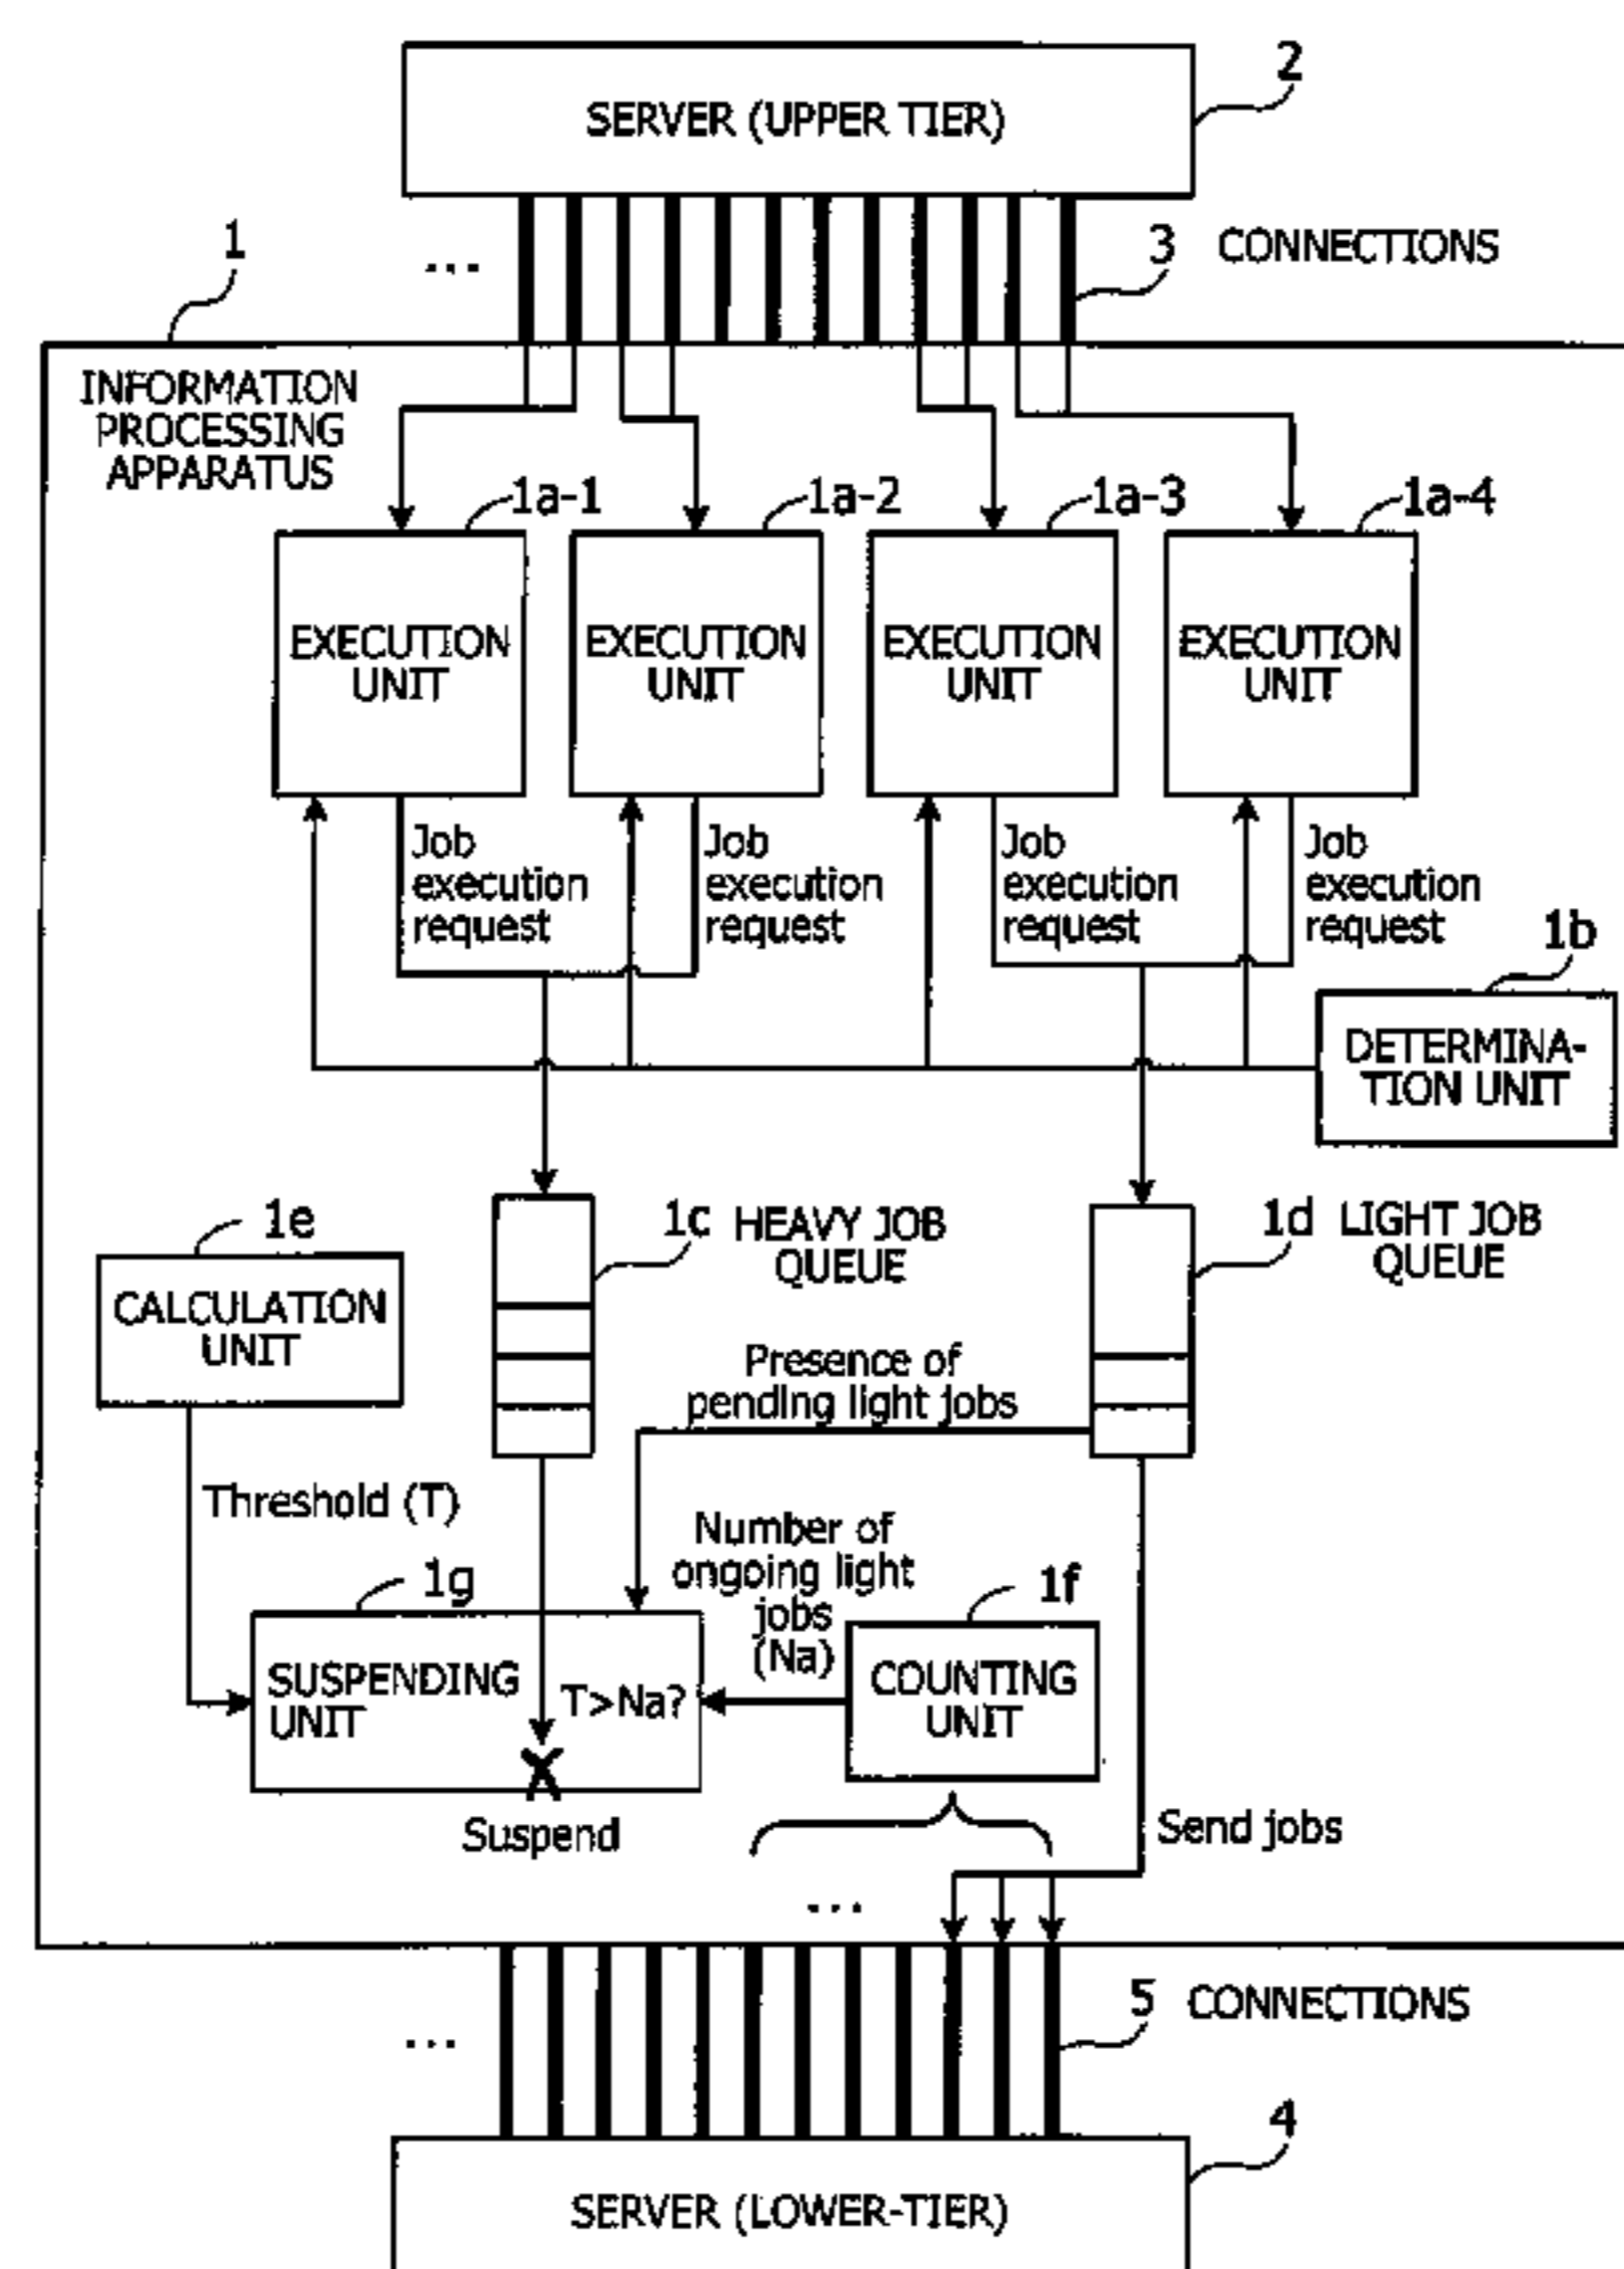 2
SERVER (UPPER TIER)
1
...
3 CONNECTIONS
INFORMATION
PROCESSING
APPARATUS
1a-1
1a-2
1a-3
1a-4
EXECUTION
UNIT
EXECUTION
UNIT
EXECUTION
UNIT
EXECUTION
UNIT
Job
execution
request
Job
execution
request
Job
execution
request
Job
execution
request
1b
DETERMINA-
TION UNIT
1e
CALCULATION
UNIT
1c HEAVY JOB
QUEUE
1d LIGHT JOB
QUEUE
Presence of
pending light jobs
Threshold (T)
Number of
ongoing light
jobs
(Na)
1g
SUSPENDING
UNIT
T>Na?
X
Suspend
1f
COUNTING
UNIT
Send jobs
...
...
5 CONNECTIONS
4
SERVER (LOWER-TIER)